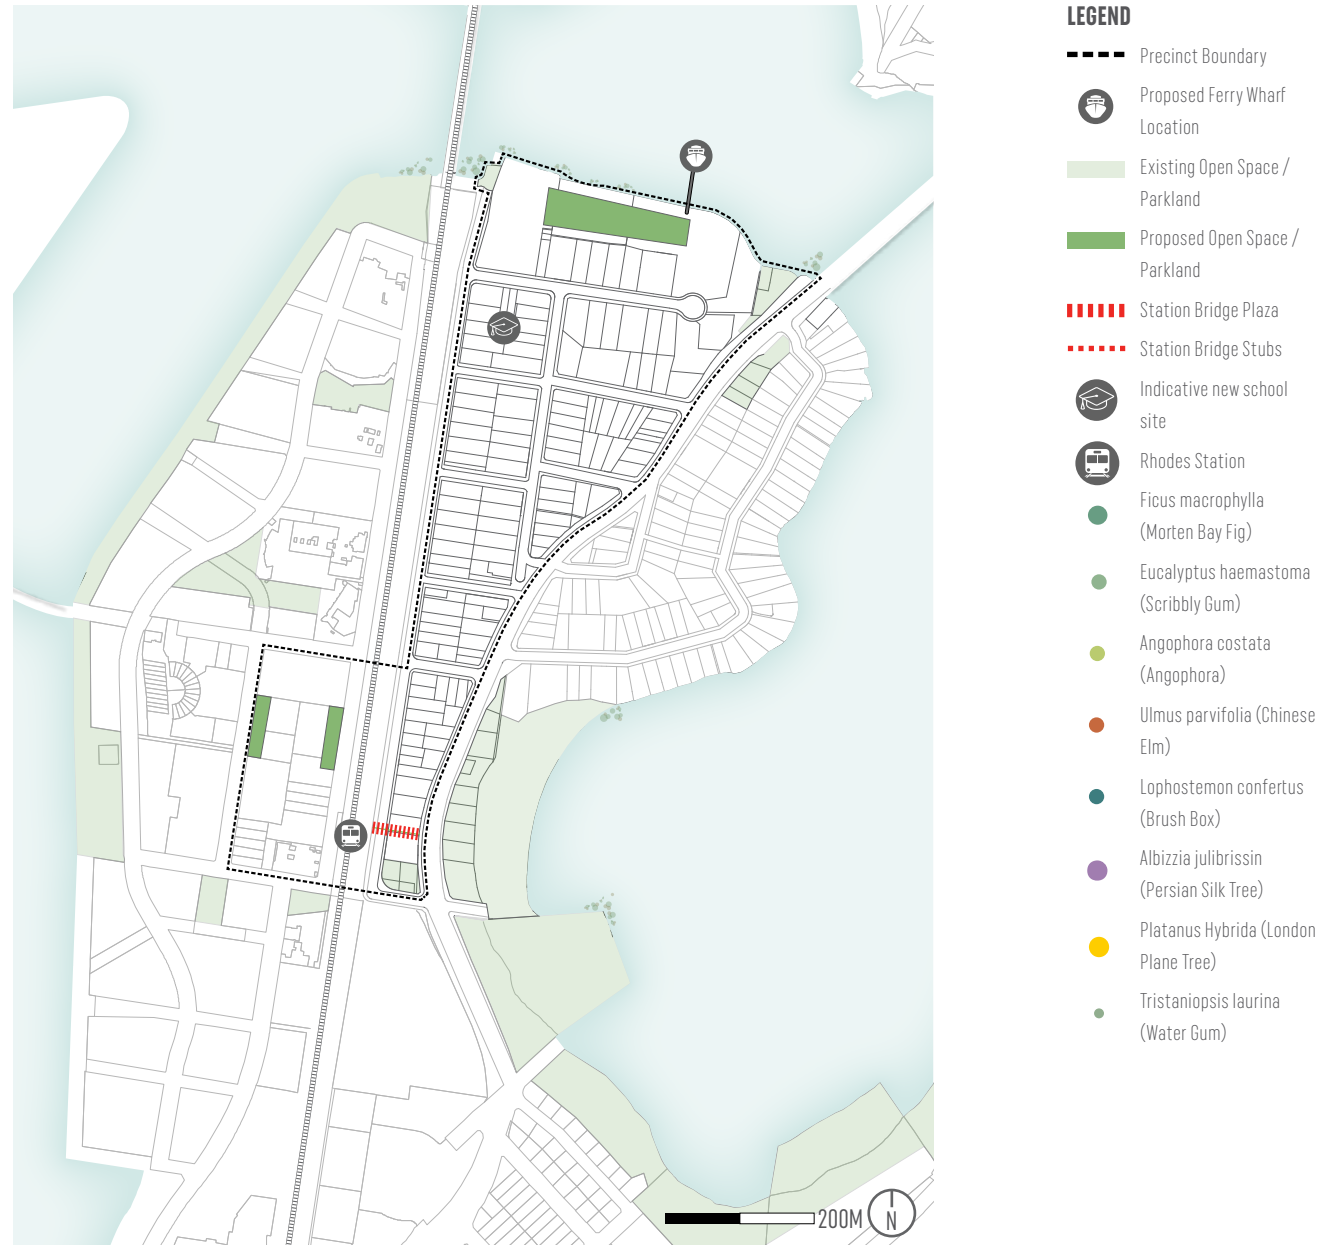 LEGEND
Precinct Boundary
Proposed Ferry Wharf
Location
Existing Open Space /
Parkland
Proposed Open Space /
Parkland
Station Bridge Plaza
Station Bridge Stubs
Indicative new school
site
Rhodes Station
Ficus macrophylla
(Morten Bay Fig)
Eucalyptus haemastoma
(Scribbly Gum)
Angophora costata
(Angophora)
Ulmus parvifolia (Chinese
Elm)
Lophostemon confertus
(Brush Box)
Albizzia julibrissin
(Persian Silk Tree)
Platanus Hybrida (London
Plane Tree)
Tristaniopsis laurina
(Water Gum)
200M
N